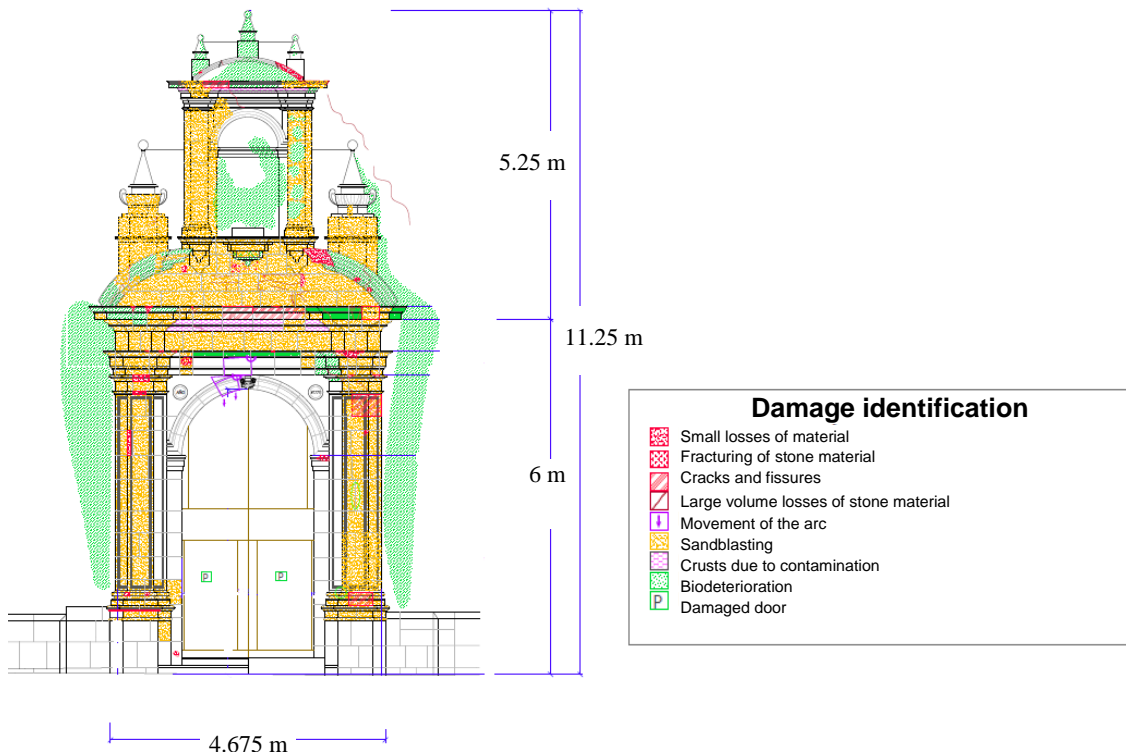 5.25 m
11.25 m
6 m
4.675 m
P
P
Damage identification
Small losses of material
Fracturing of stone material
Cracks and fissures
Large volume losses of stone material
Movement of the arc
Sandblasting
Crusts due to contamination
Biodeterioration
P Damaged door